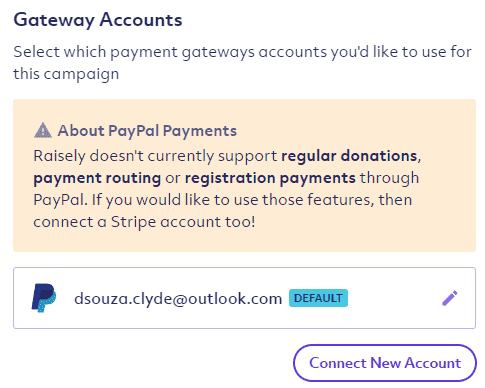 Gateway Accounts
Select which payment gateways accounts you'd like to use for
this campaign
About PayPal Payments
Raisely doesn't currently support regular donations,
payment routing or registration payments through
PayPal. If you would like to use those features, then
connect a Stripe account too!
dsouza.clyde@outlook.com DEFAULT
Connect New Account